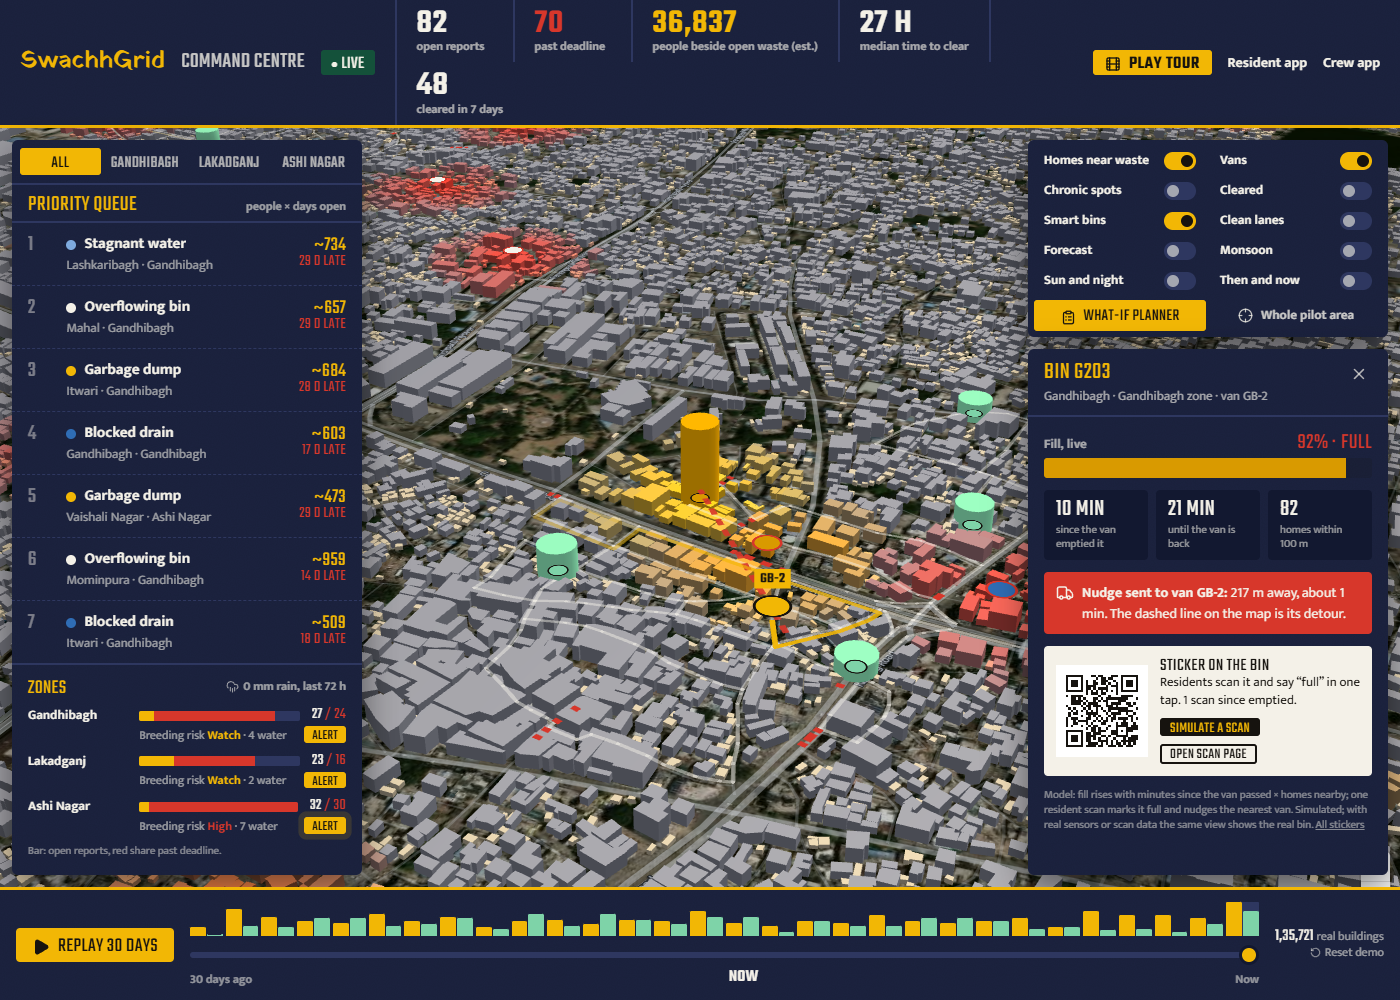 SwachhGrid
COMMAND CENTRE
● LIVE
82
open reports
70
past deadline
36,837
people beside open waste (est.)
27 H
median time to clear
48
cleared in 7 days
PLAY TOUR
Resident app
Crew app
ALL
GANDHIBAGH
LAKADGANJ
ASHI NAGAR
PRIORITY QUEUE
people × days open
1
Stagnant water
~734
Lashkaribagh · Gandhibagh
29 D LATE
2
Overflowing bin
~657
Mahal · Gandhibagh
29 D LATE
3
Garbage dump
~684
Itwari · Gandhibagh
28 D LATE
4
Blocked drain
~603
Gandhibagh · Gandhibagh
17 D LATE
5
Garbage dump
~473
Vaishali Nagar · Ashi Nagar
29 D LATE
6
Overflowing bin
~959
Mominpura · Gandhibagh
14 D LATE
7
Blocked drain
~509
Itwari · Gandhibagh
18 D LATE
ZONES
0 mm rain, last 72 h
Gandhibagh
27 / 24
Breeding risk Watch · 4 water
ALERT
Lakadganj
23 / 16
Breeding risk Watch · 2 water
ALERT
Ashi Nagar
32 / 30
Breeding risk High · 7 water
ALERT
Bar: open reports, red share past deadline.
GB-2
Homes near waste
Vans
Chronic spots
Cleared
Smart bins
Clean lanes
Forecast
Monsoon
Sun and night
Then and now
WHAT-IF PLANNER
Whole pilot area
BIN G203
Gandhibagh · Gandhibagh zone · van GB-2
Fill, live
92% · FULL
10 MIN
since the van
emptied it
21 MIN
until the van is
back
82
homes within
100 m
Nudge sent to van GB-2: 217 m away, about 1
min. The dashed line on the map is its detour.
STICKER ON THE BIN
Residents scan it and say “full” in one
tap. 1 scan since emptied.
SIMULATE A SCAN
OPEN SCAN PAGE
Model: fill rises with minutes since the van passed × homes nearby; one
resident scan marks it full and nudges the nearest van. Simulated; with
real sensors or scan data the same view shows the real bin. All stickers
REPLAY 30 DAYS
30 days ago
NOW
Now
1,35,721 real buildings
Reset demo